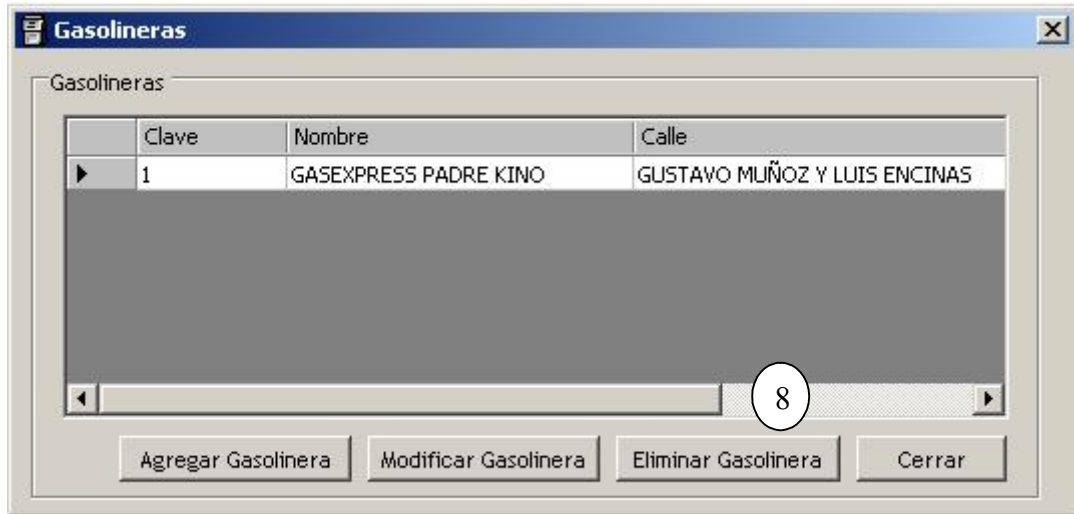 Gasolineras
Gasolineras
Clave Nombre Calle
1 GASEXPRESS PADRE KINO GUSTAVO MUÑOZ Y LUIS ENCINAS
8
Agregar Gasolinera Modificar Gasolinera Eliminar Gasolinera Cerrar